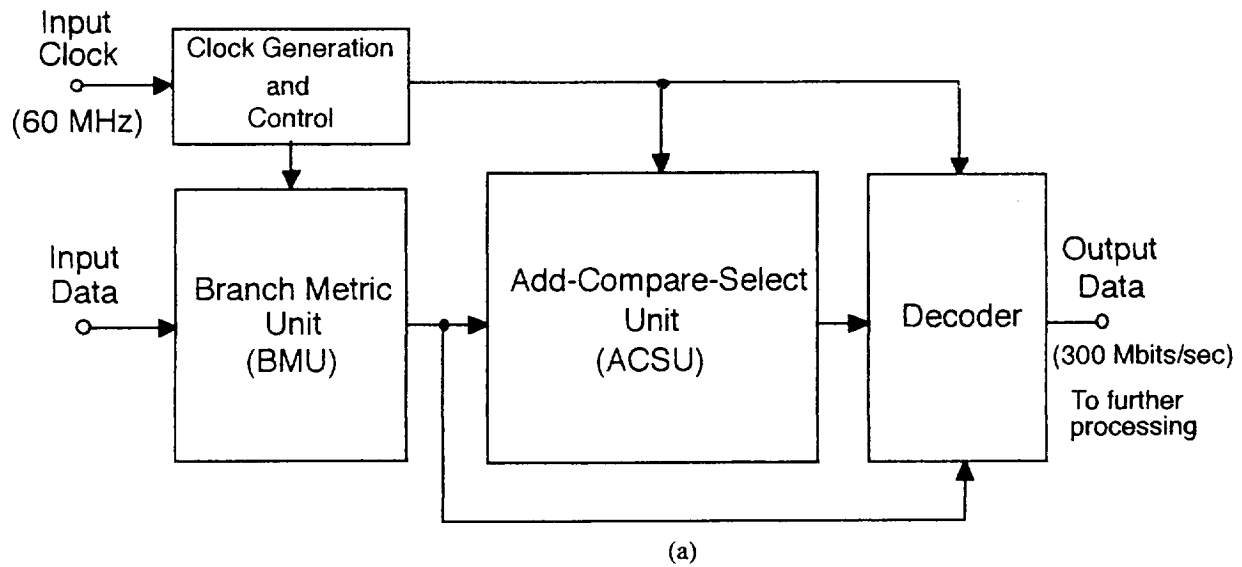 Input
Clock
(60 MHz)
Clock Generation
and
Control
Input
Data
Branch Metric
Unit
(BMU)
Add-Compare-Select
Unit
(ACSU)
Decoder
Output
Data
(300 Mbits/sec)
To further
processing
(a)